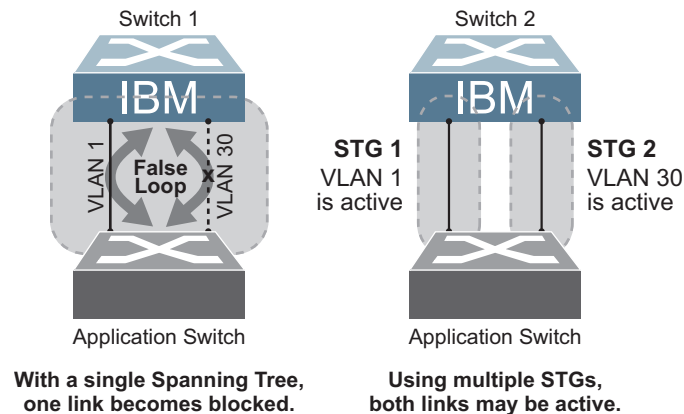 Switch 1
IBM
VLAN 1
False
Loop
x
VLAN 30
Application Switch
With a single Spanning Tree,
one link becomes blocked.
Switch 2
IBM
STG 1
VLAN 1
is active
STG 2
VLAN 30
is active
Application Switch
Using multiple STGs,
both links may be active.